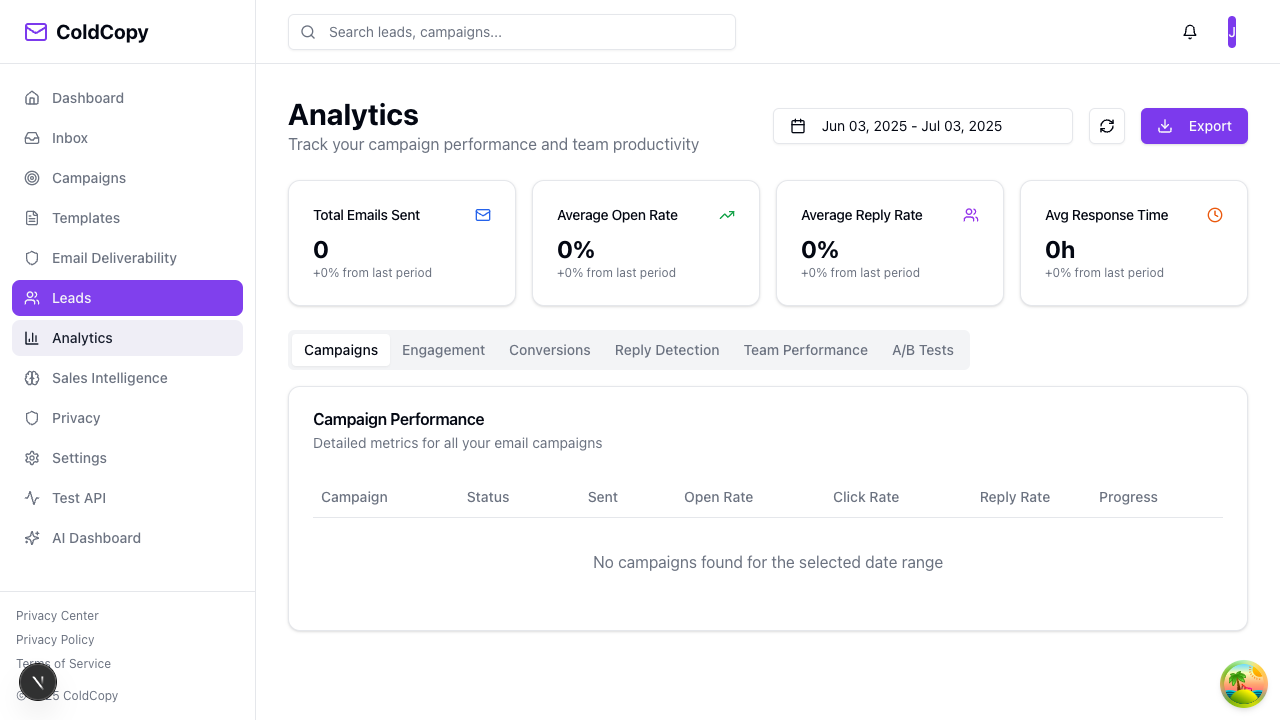 ColdCopy
Search leads, campaigns...
J
Dashboard
Inbox
Campaigns
Templates
Email Deliverability
Leads
Analytics
Sales Intelligence
Privacy
Settings
Test API
AI Dashboard
Privacy Center
Privacy Policy
Terms of Service
ColdCopy
Analytics
Track your campaign performance and team productivity
Jun 03, 2025 - Jul 03, 2025
Export
Total Emails Sent
0
+0% from last period
Average Open Rate
0%
+0% from last period
Average Reply Rate
0%
+0% from last period
Avg Response Time
0h
+0% from last period
Campaigns Engagement Conversions Reply Detection Team Performance A/B Tests
Campaign Performance
Detailed metrics for all your email campaigns
Campaign Status Sent Open Rate Click Rate Reply Rate Progress
No campaigns found for the selected date range